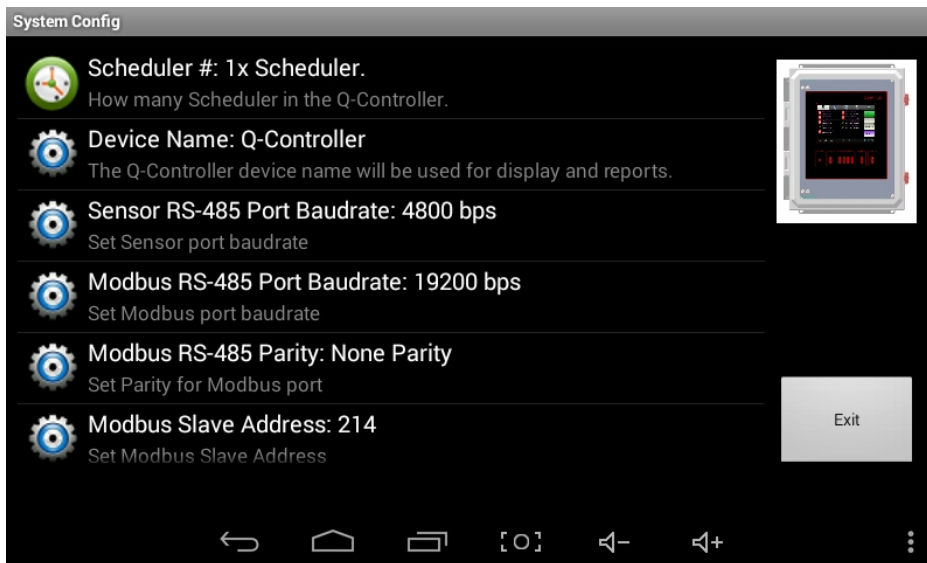 System Config
Scheduler #: 1x Scheduler.
How many Scheduler in the Q-Controller.
Device Name: Q-Controller
The Q-Controller device name will be used for display and reports.
Sensor RS-485 Port Baudrate: 4800 bps
Set Sensor port baudrate
Modbus RS-485 Port Baudrate: 19200 bps
Set Modbus port baudrate
Modbus RS-485 Parity: None Parity
Set Parity for Modbus port
Modbus Slave Address: 214
Set Modbus Slave Address
Exit